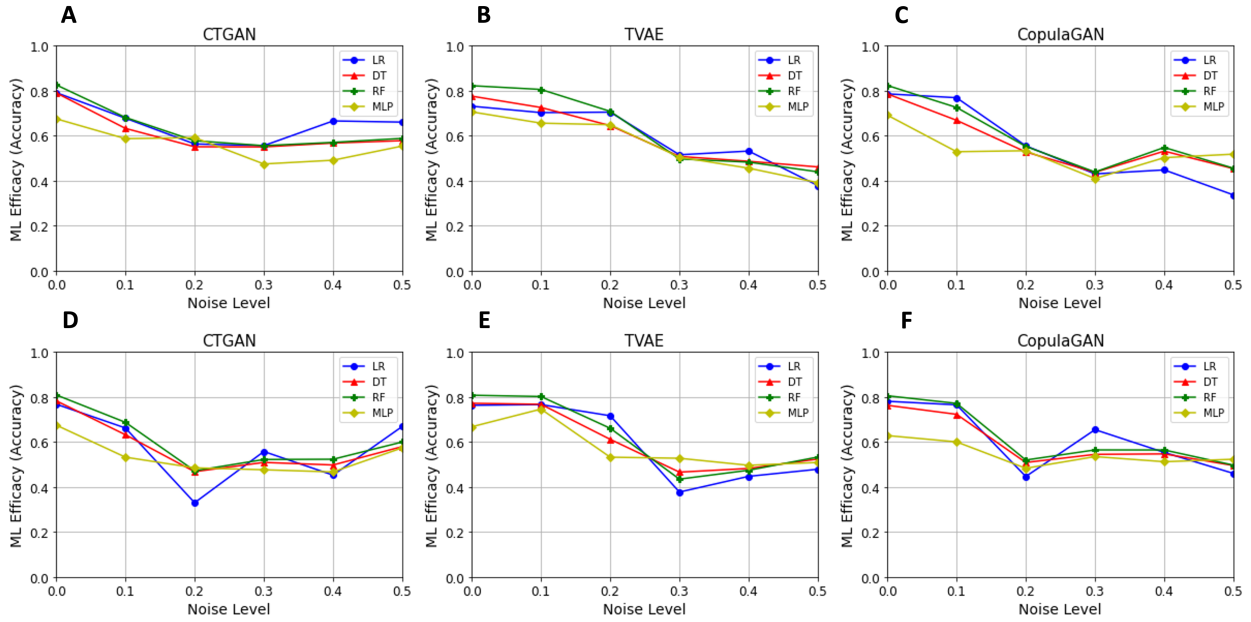 A
B
C
CTGAN
TVAE
CopulaGAN
ML Efficacy (Accuracy)
1.0
0.8
0.6
0.4
0.2
0.0
LR
DT
RF
MLP
0.0 0.1 0.2 0.3 0.4 0.5
Noise Level
ML Efficacy (Accuracy)
1.0
0.8
0.6
0.4
0.2
0.0
LR
DT
RF
MLP
0.0 0.1 0.2 0.3 0.4 0.5
Noise Level
ML Efficacy (Accuracy)
1.0
0.8
0.6
0.4
0.2
0.0
LR
DT
RF
MLP
0.0 0.1 0.2 0.3 0.4 0.5
Noise Level
D
E
F
CTGAN
TVAE
CopulaGAN
ML Efficacy (Accuracy)
1.0
0.8
0.6
0.4
0.2
0.0
LR
DT
RF
MLP
0.0 0.1 0.2 0.3 0.4 0.5
Noise Level
ML Efficacy (Accuracy)
1.0
0.8
0.6
0.4
0.2
0.0
LR
DT
RF
MLP
0.0 0.1 0.2 0.3 0.4 0.5
Noise Level
ML Efficacy (Accuracy)
1.0
0.8
0.6
0.4
0.2
0.0
LR
DT
RF
MLP
0.0 0.1 0.2 0.3 0.4 0.5
Noise Level